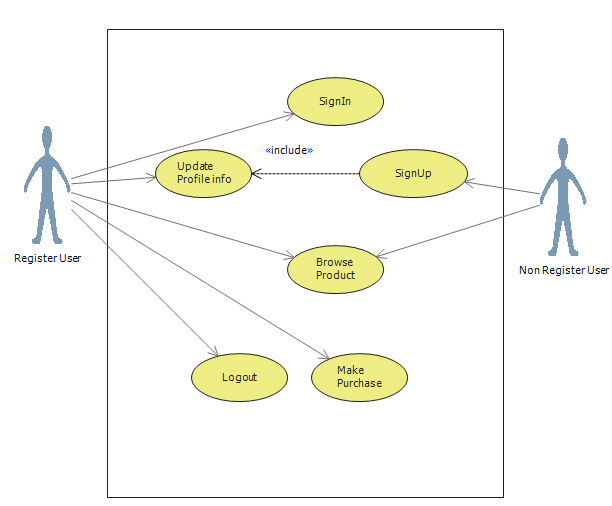 SignIn
«include»
Update
Profile info
SignUp
Register User
Browse
Product
Non Register User
Logout
Make
Purchase